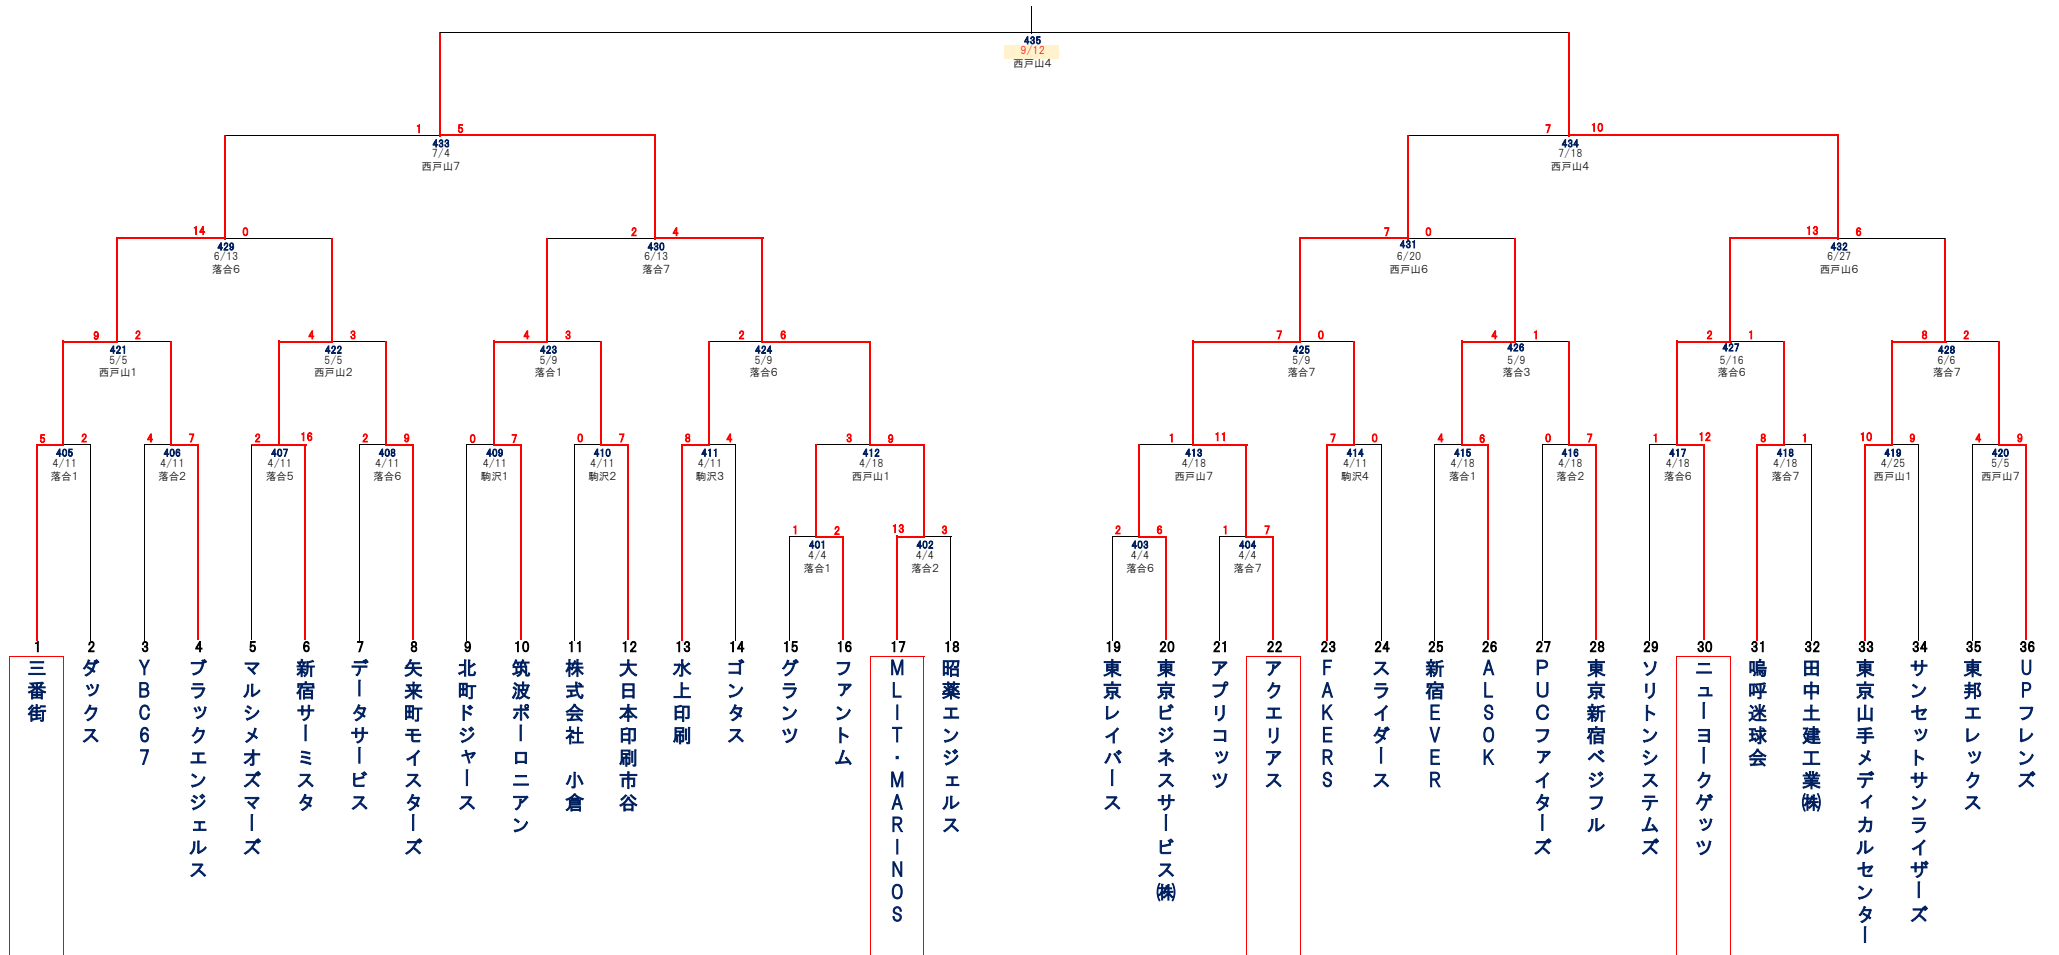 435
9/12
西戸山4
1 5
433
7/4
西戸山7
7 10
434
7/18
西戸山4
14 0
429
6/13
落合6
2 4
430
6/13
落合7
7 0
431
6/20
西戸山6
13 6
432
6/27
西戸山6
9 2
421
5/5
西戸山1
4 3
422
5/5
西戸山2
4 3
423
5/9
落合1
2 6
424
5/9
落合6
7 0
425
5/9
落合7
4 1
426
5/9
落合3
2 1
427
5/16
落合6
8 2
428
6/6
落合7
5 2
405
4/11
落合1
4 7
406
4/11
落合2
2 16
407
4/11
落合5
2 9
408
4/11
落合6
0 7
409
4/11
駒沢1
0 7
410
4/11
駒沢2
8 4
411
4/11
駒沢3
3 9
412
4/18
西戸山1
1 11
413
4/18
西戸山7
7 0
414
4/11
駒沢4
4 6
415
4/18
落合1
0 7
416
4/18
落合2
1 12
417
4/18
落合6
8 1
418
4/18
落合7
10 9
419
4/25
西戸山1
4 9
420
5/5
西戸山7
1 2
401
4/4
落合1
13 3
402
4/4
落合2
2 6
403
4/4
落合6
1 7
404
4/4
落合7
1
三番街
2
ダックス
3
YBC67
4
ブラックエンジェルス
5
マルシメオズマーズ
6
新宿サーミスタ
7
データサービス
8
矢来町モイスターズ
9
北町ドジャース
10
筑波ポーロニアン
11
株式会社 小倉
12
大日本印刷市谷
13
水上印刷
14
ゴンタス
15
グランツ
16
ファントム
17
MLIT・MARINOS
18
昭薬エンジェルス
19
東京レイバース
20
東京ビジネスサービス㈱
21
アプリコッツ
22
アクエリアス
23
FAKERS
24
スライダース
25
新宿EVER
26
ALSOK
27
PUCファイターズ
28
東京新宿ベジフル
29
ソリトンシステムズ
30
ニューヨークゲッツ
31
嗚呼迷球会
32
田中土建工業㈱
33
東京山手メディカルセンター
34
サンセットサンライザーズ
35
東邦エレックス
36
UPフレンズ